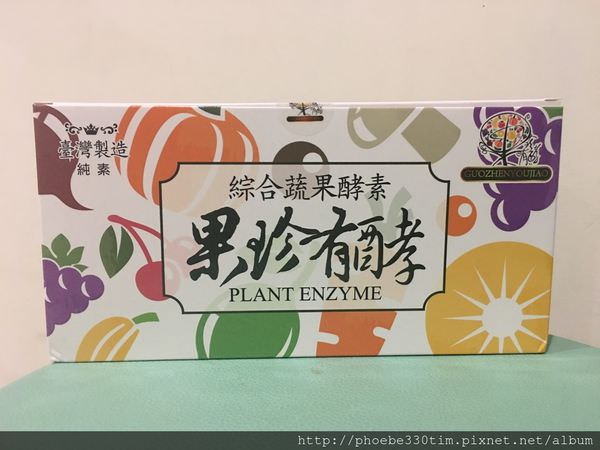 臺灣製造
純素
綜合蔬果酵素
果珍有酵
PLANT ENZYME
GUOZHENYOUJIAO
http://phoebe330tim.pixnet.net/album